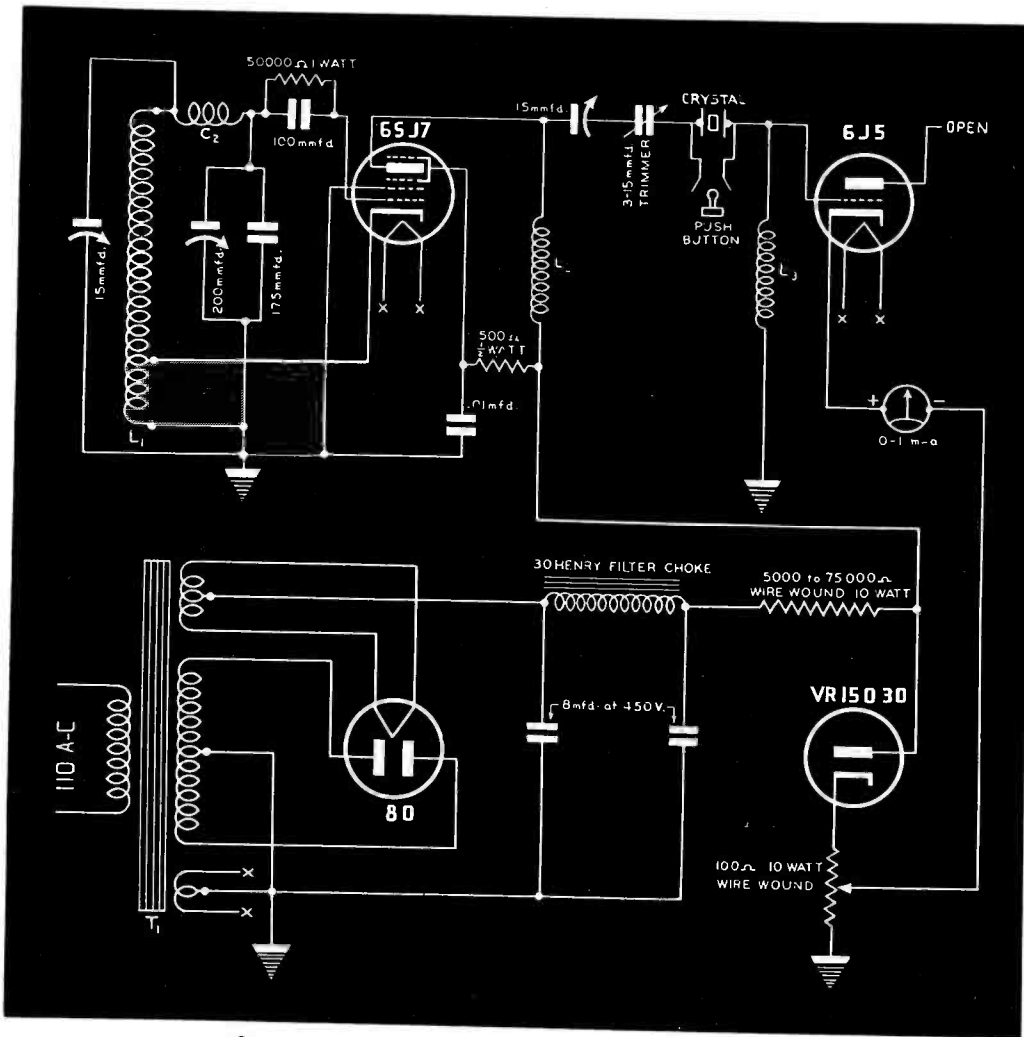 50000 Ω 1 WATT
C2
100 mmfd
6SJ7
15 mmfd.
3-15 mmfd.
TRIMMER
CRYSTAL
PUSH
BUTTON
6J5
OPEN
15 mmfd.
200 mmfd.
175 mmfd.
X X
L3
X X
500 Ω
½ WATT
.01 mfd.
+ -
0-1 m-a
L1
30 HENRY FILTER CHOKE
5000 to 75000 Ω
WIRE WOUND 10 WATT
110 A-C
80
8 mfd. at 450 V.
VR150 30
100 Ω 10 WATT
WIRE WOUND
X
X
T1